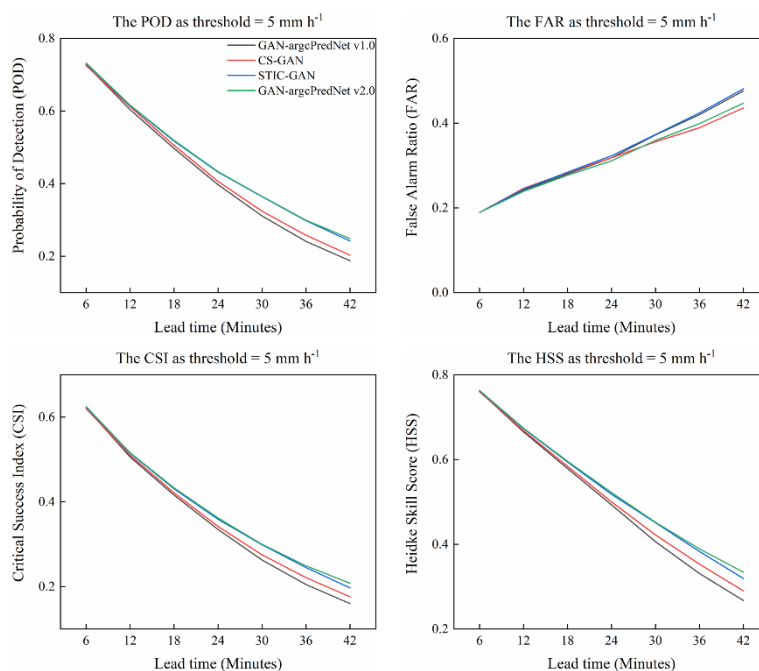 The POD as threshold = 5 mm h-1
0.8
0.6
0.4
0.2
Probability of Detection (POD)
GAN-argcPredNet v1.0
CS-GAN
STIC-GAN
GAN-argcPredNet v2.0
6 12 18 24 30 36 42
Lead time (Minutes)
The FAR as threshold = 5 mm h-1
0.6
0.4
0.2
0.0
False Alarm Ratio (FAR)
6 12 18 24 30 36 42
Lead time (Minutes)
The CSI as threshold = 5 mm h-1
0.6
0.4
0.2
Critical Success Index (CSI)
6 12 18 24 30 36 42
Lead time (Minutes)
The HSS as threshold = 5 mm h-1
0.8
0.6
0.4
0.2
Heidke Skill Score (HSS)
6 12 18 24 30 36 42
Lead time (Minutes)